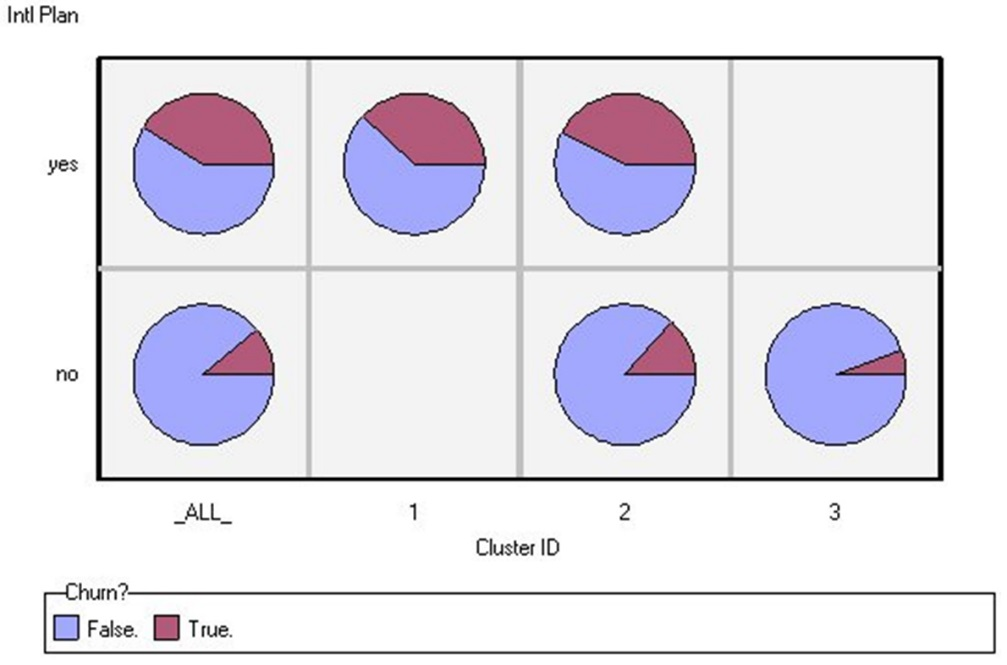 Intl Plan
yes
no
_ALL_ 1 2 3
Cluster ID
Churn?
False. True.